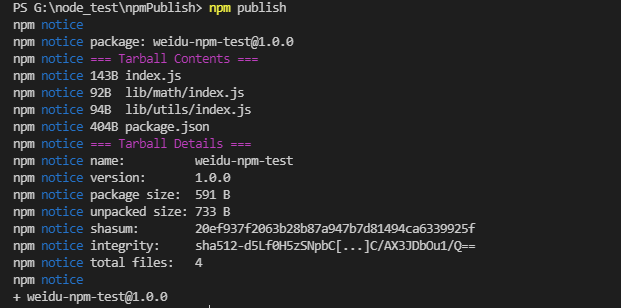 PS G:\node_test\npmPublish> npm publish
npm notice
npm notice package: weidu-npm-test@1.0.0
npm notice === Tarball Contents ===
npm notice 143B index.js
npm notice 92B  lib/math/index.js
npm notice 94B  lib/utils/index.js
npm notice 404B package.json
npm notice === Tarball Details ===
npm notice name:          weidu-npm-test
npm notice version:       1.0.0
npm notice package size:  591 B
npm notice unpacked size: 733 B
npm notice shasum:        20ef937f2063b28b87a947b7d81494ca6339925f
npm notice integrity:     sha512-d5Lf0H5zSNpbC[...]C/AX3JDbOu1/Q==
npm notice total files:   4
npm notice
+ weidu-npm-test@1.0.0